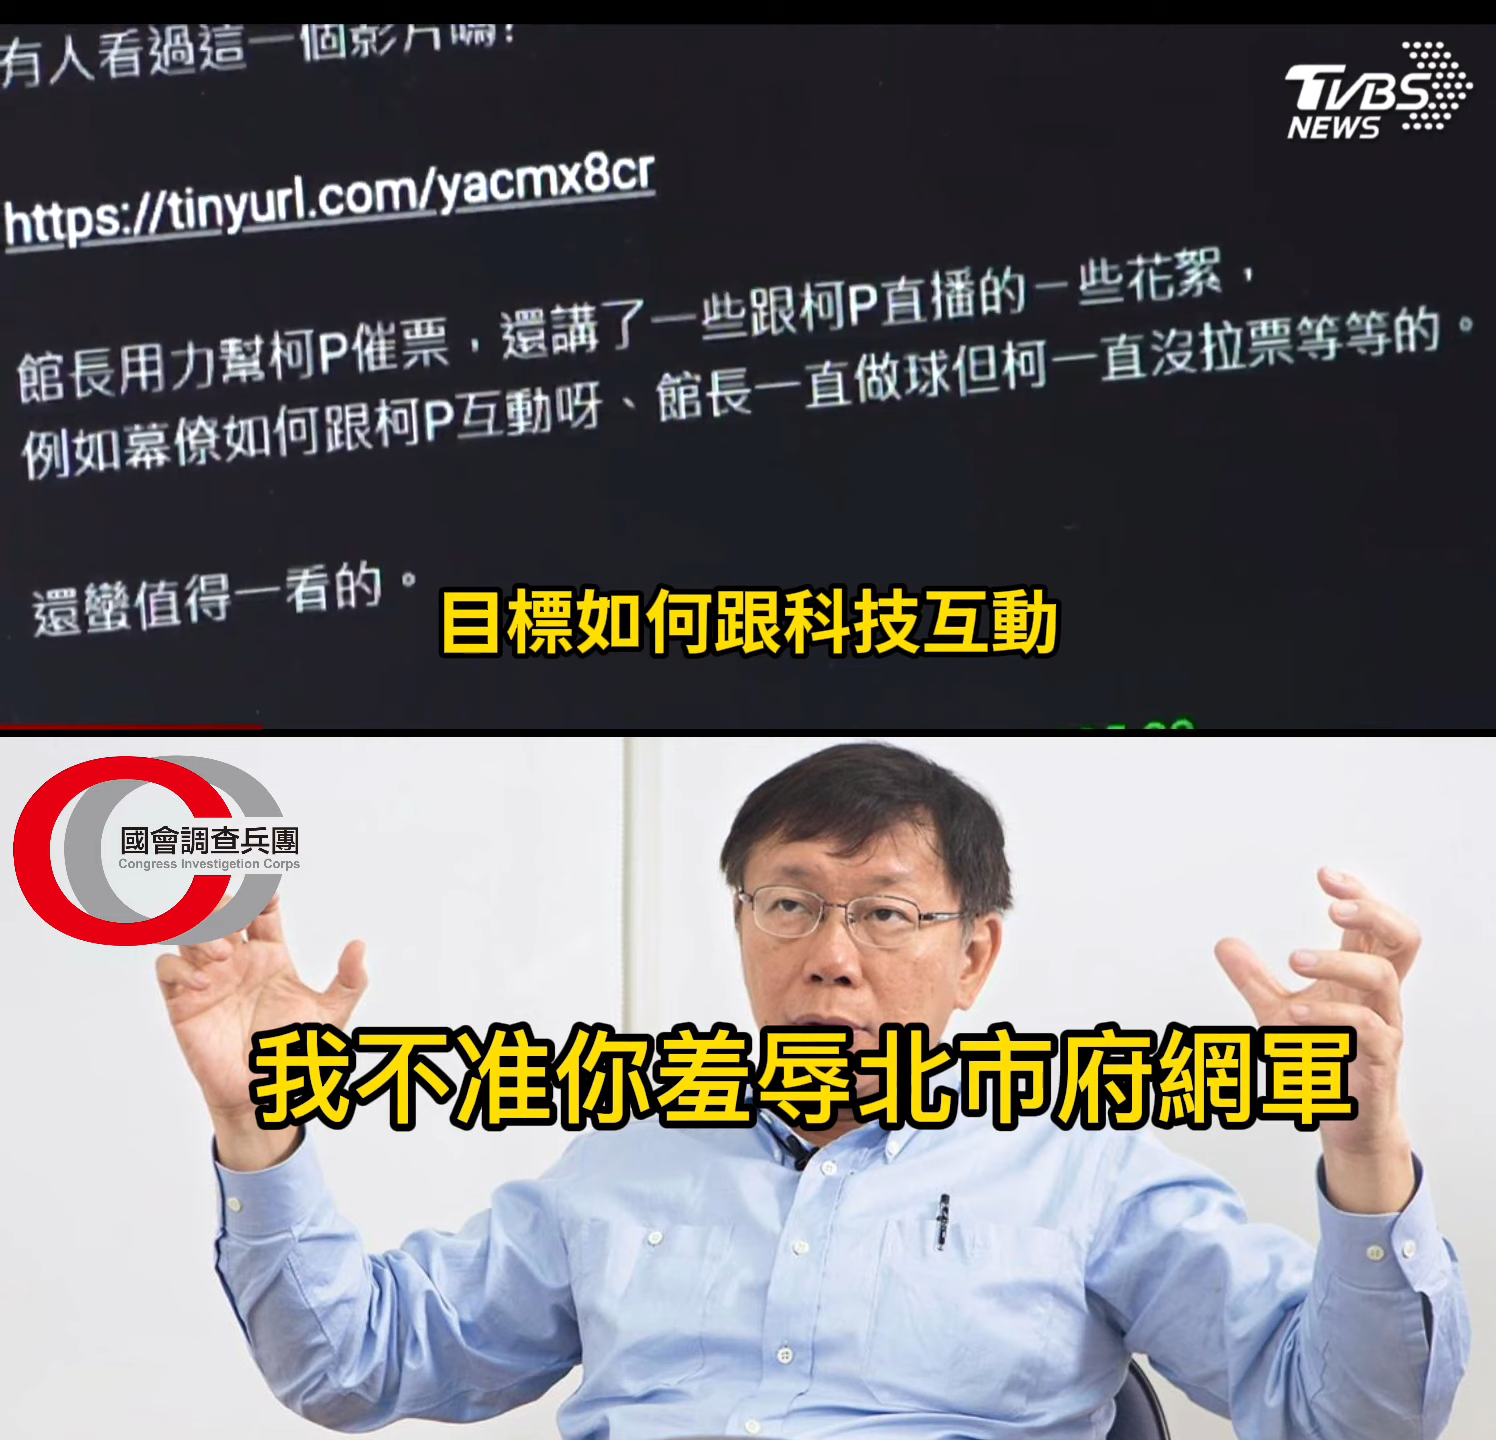 有人看過這一個影片嗎?
TVBS
NEWS
https://tinyurl.com/yacmx8cr
館長用力幫柯P催票，還講了一些跟柯P直播的一些花絮，
例如幕僚如何跟柯P互動呀、館長一直做球但柯一直沒拉票等等的。
還蠻值得一看的。
目標如何跟科技互動
國會調查兵團
Congress Investigetion Corps
我不准你羞辱北市府網軍